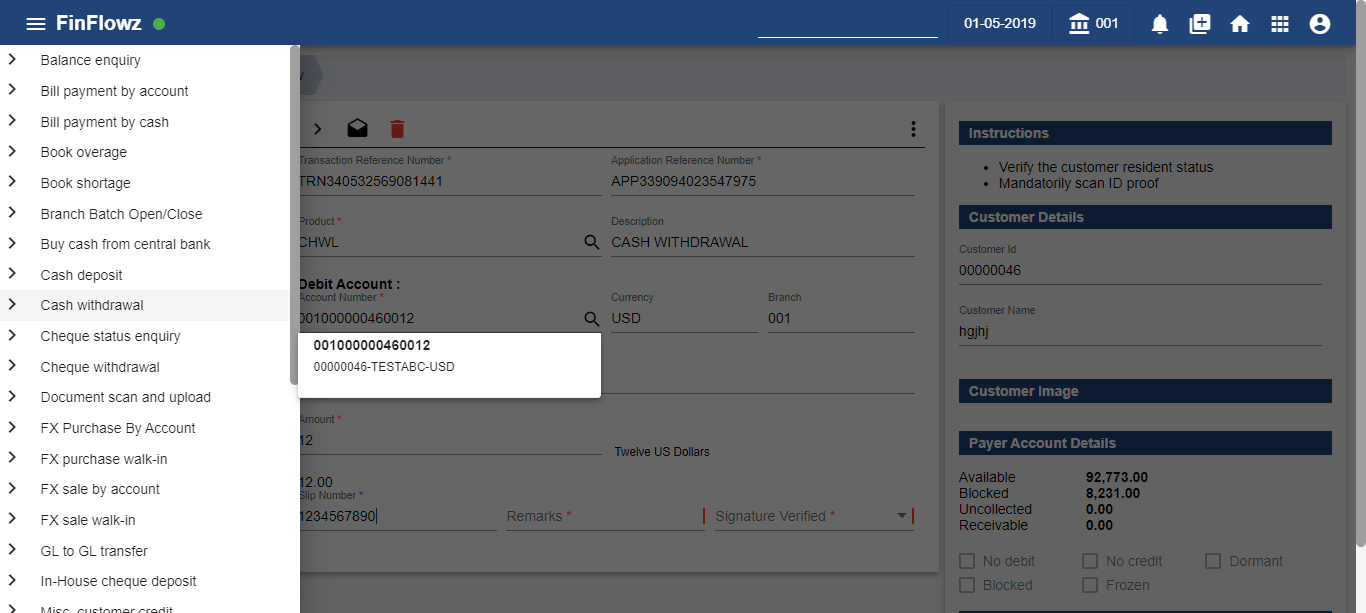 FinFlowz
01-05-2019
001
Balance enquiry
Bill payment by account
Bill payment by cash
Book overage
Book shortage
Branch Batch Open/Close
Buy cash from central bank
Cash deposit
Cash withdrawal
Cheque status enquiry
Cheque withdrawal
Document scan and upload
FX Purchase By Account
FX purchase walk-in
FX sale by account
FX sale walk-in
GL to GL transfer
In-House cheque deposit
Misc. customer credit
Transaction Reference Number *
Application Reference Number *
TRN340532569081441
APP339094023547975
Product *
Description
CHWL
CASH WITHDRAWAL
Debit Account :
Account Number *
Currency
Branch
001000000460012
USD
001
001000000460012
00000046-TESTABC-USD
Amount *
12
Twelve US Dollars
12.00
Slip Number *
1234567890
Remarks *
Signature Verified *
Instructions
• Verify the customer resident status
• Mandatorily scan ID proof
Customer Details
Customer Id
00000046
Customer Name
hgjhj
Customer Image
Payer Account Details
Available 92,773.00
Blocked 8,231.00
Uncollected 0.00
Receivable 0.00
No debit No credit Dormant
Blocked Frozen